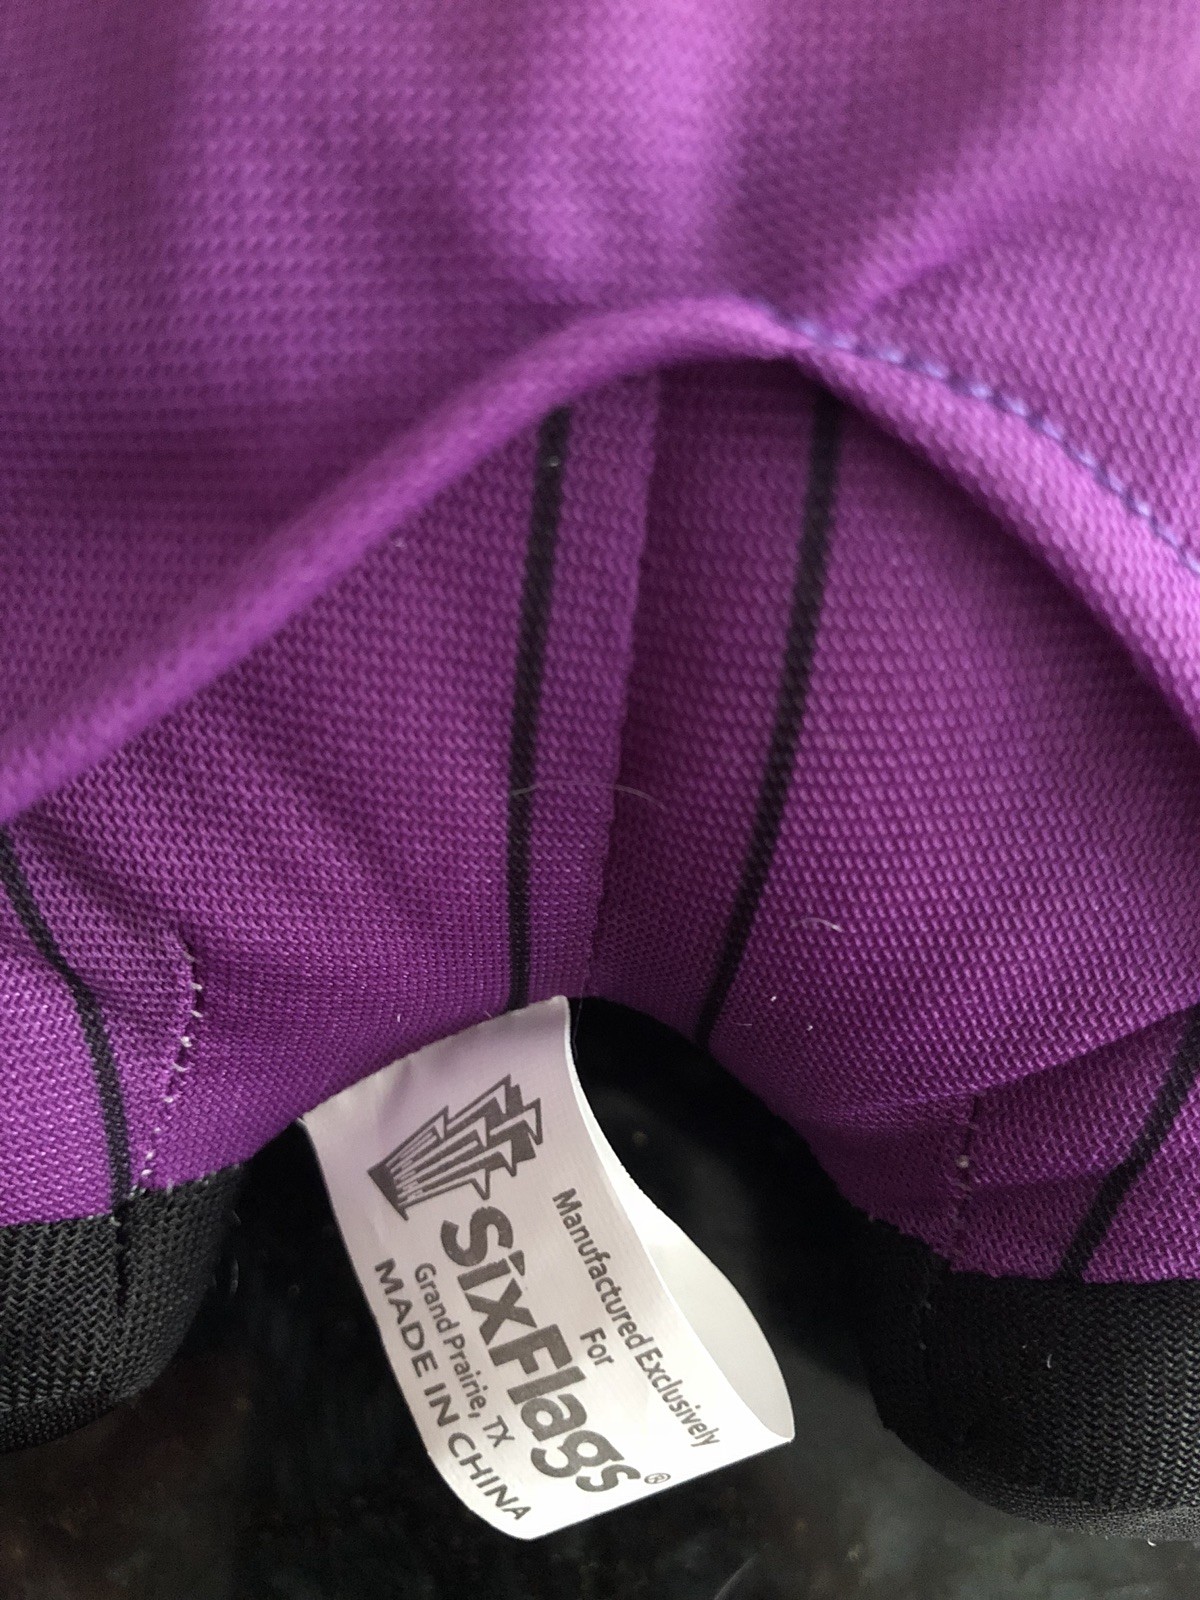 Manufactured Exclusively
For
SixFlags®
Grand Prairie, TX
MADE IN CHINA